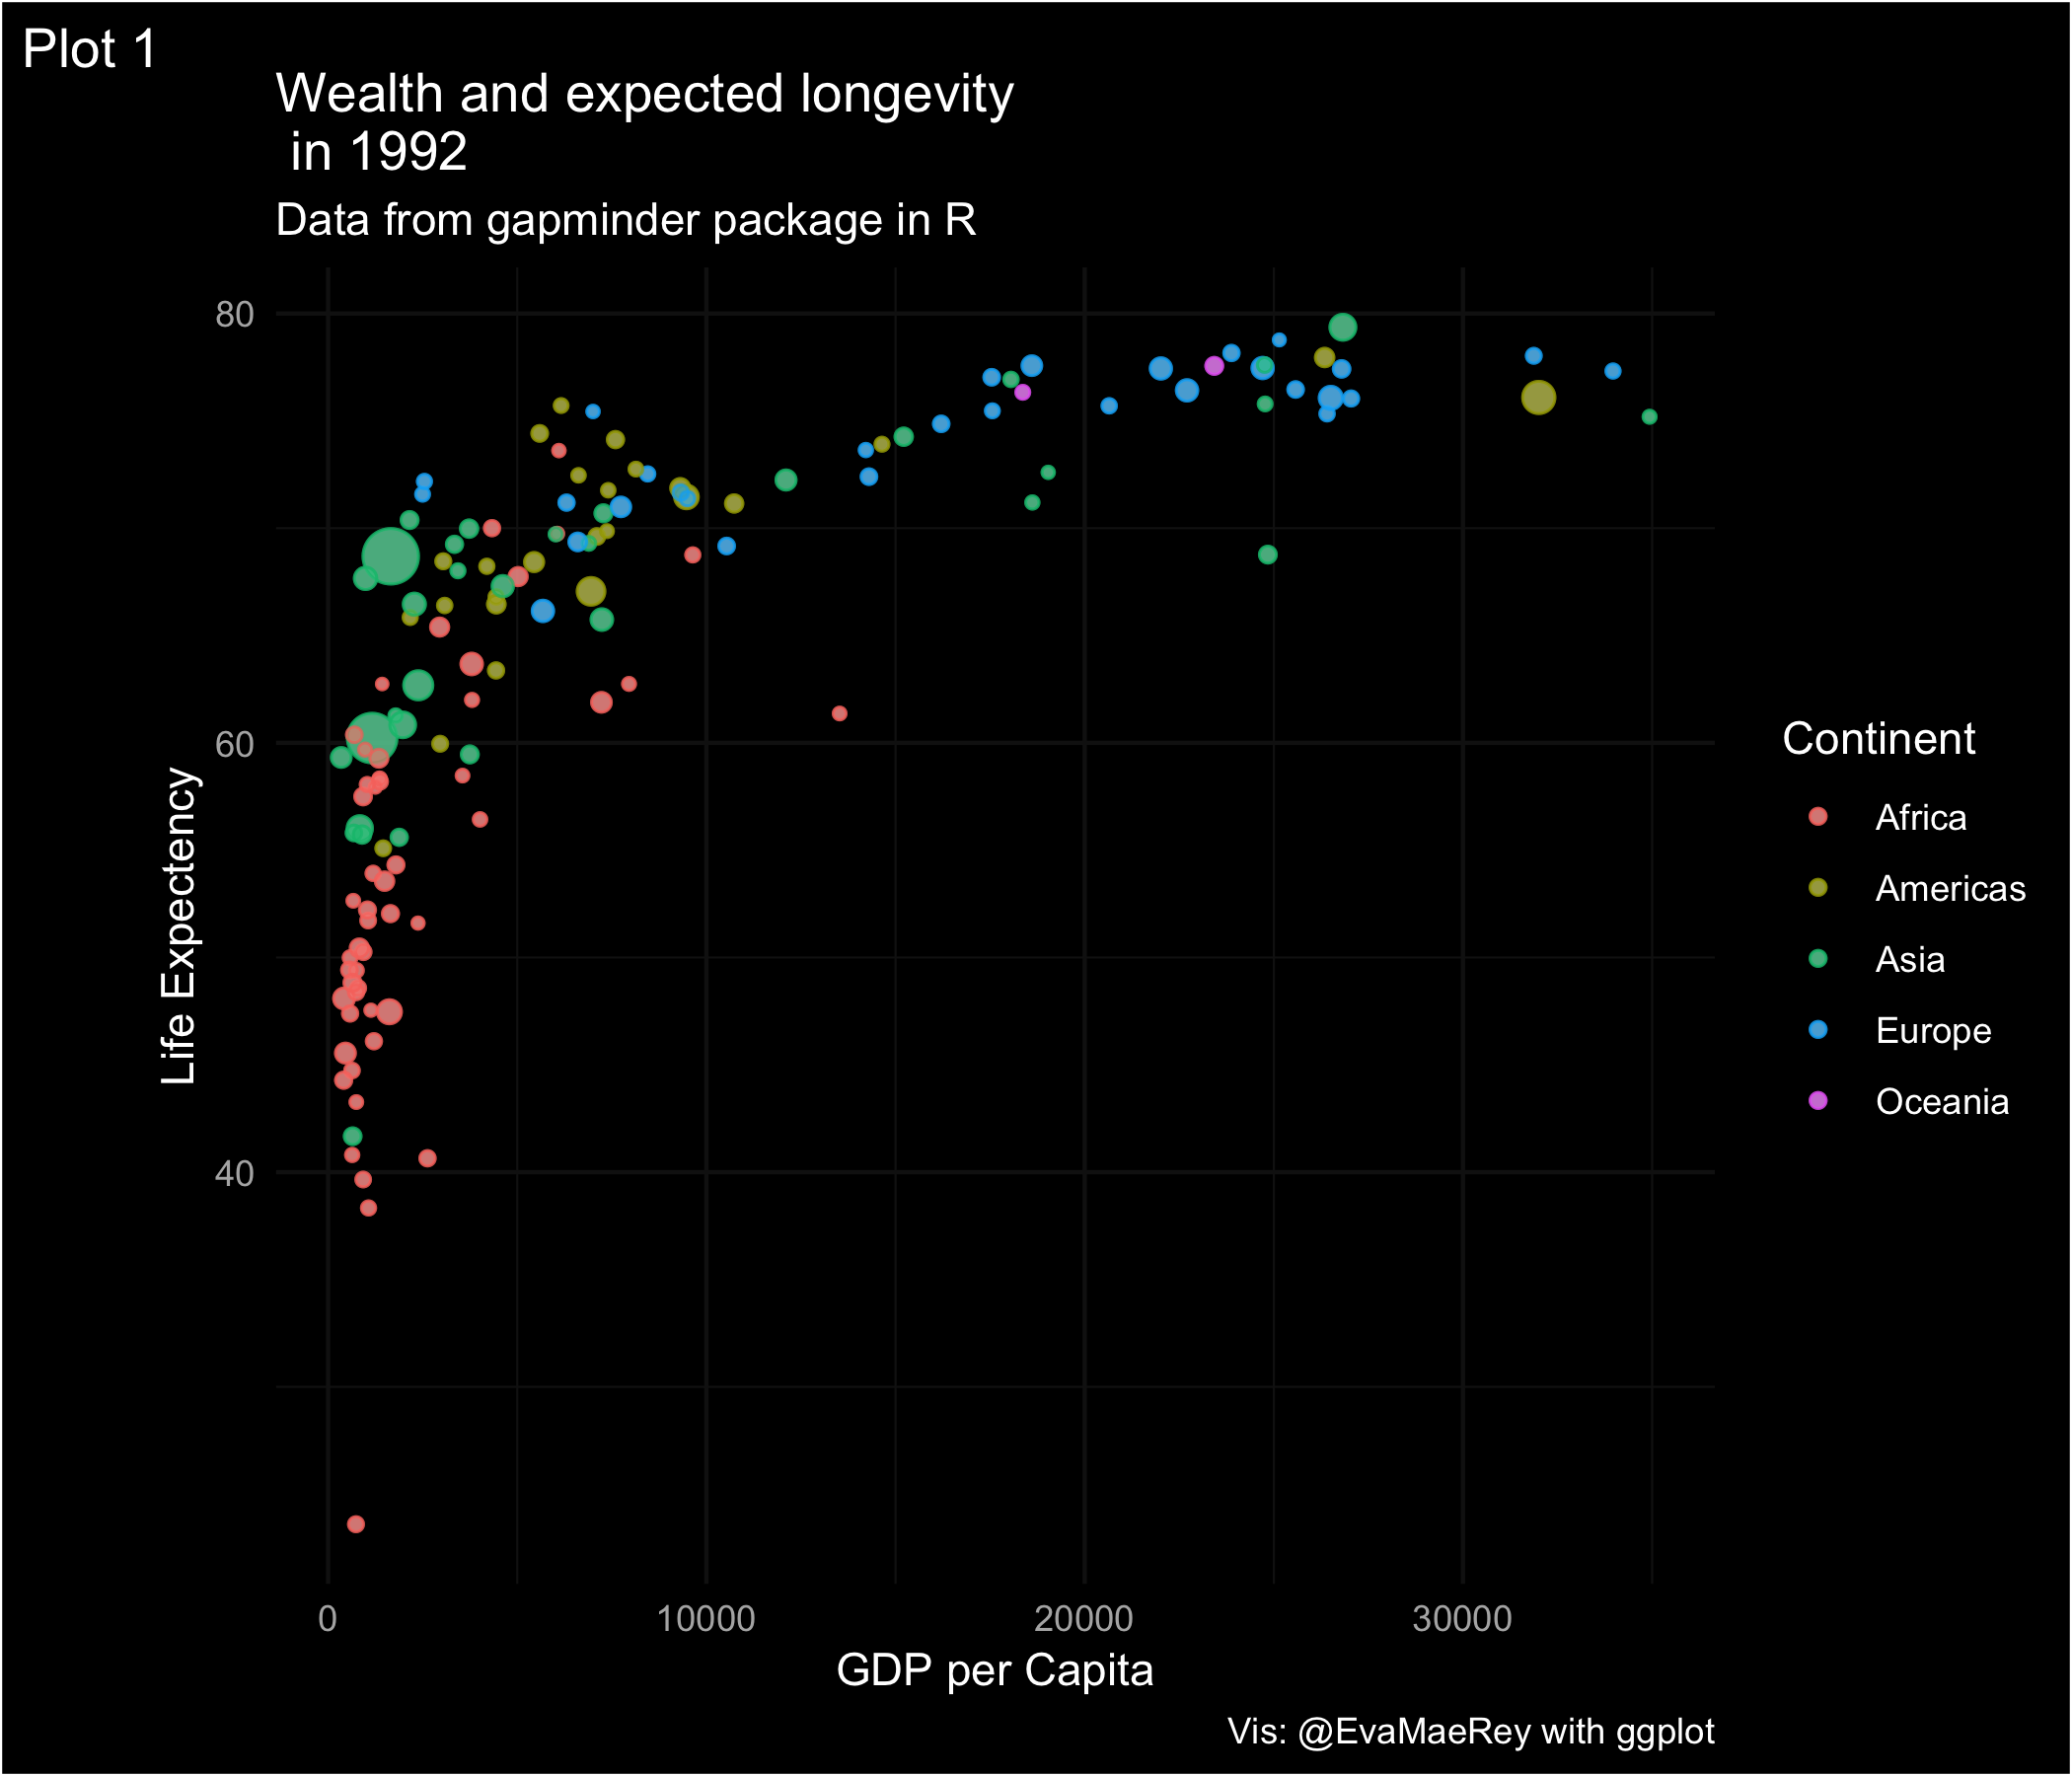 Plot 1
Wealth and expected longevity
in 1992
Data from gapminder package in R
80
60
40
Life Expectency
0 10000 20000 30000
GDP per Capita
Continent
Africa
Americas
Asia
Europe
Oceania
Vis: @EvaMaeRey with ggplot